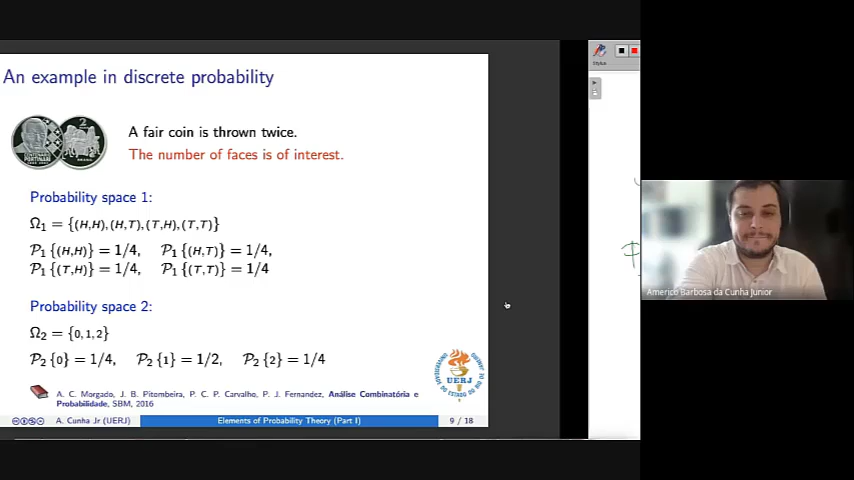 An example in discrete probability
A fair coin is thrown twice.
The number of faces is of interest.
Probability space 1:
Ω₁ = {(H,H),(H,T),(T,H),(T,T)}
𝒫₁ {(H,H)} = 1/4, 𝒫₁ {(H,T)} = 1/4,
𝒫₁ {(T,H)} = 1/4, 𝒫₁ {(T,T)} = 1/4
Probability space 2:
Ω₂ = {0,1,2}
𝒫₂ {0} = 1/4, 𝒫₂ {1} = 1/2, 𝒫₂ {2} = 1/4
A. C. Morgado, J. B. Pitombeira, P. C. P. Carvalho, P. J. Fernandez, Análise Combinatória e
Probabilidade, SBM, 2016
UERJ
A. Cunha Jr (UERJ)
Elements of Probability Theory (Part I)
9 / 18
Americo Barbosa da Cunha Junior